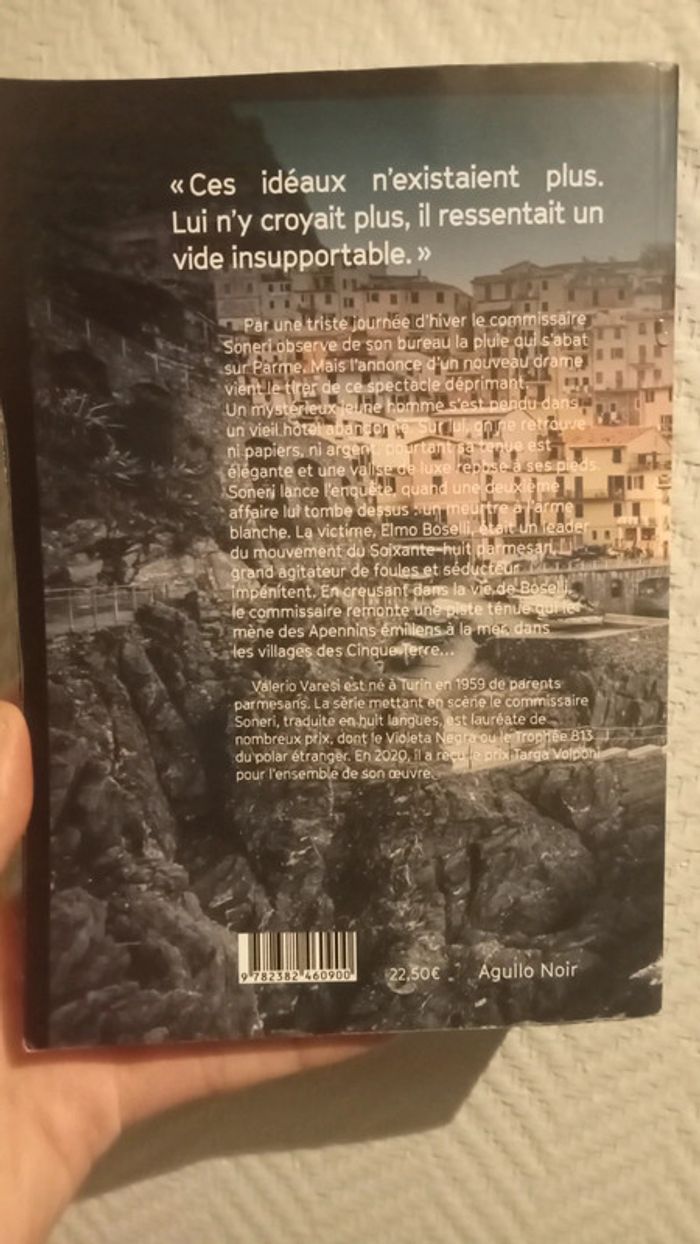 « Ces idéaux n'existaient plus.
Lui n'y croyait plus, il ressentait un
vide insupportable. »
Par une triste journée d'hiver le commissaire
Soneri observe de son bureau la pluie qui s'abat
sur Parme. Mais l'annonce d'un nouveau drame
vient le tirer de ce spectacle déprimant.
Un mystérieux jeune homme s'est pendu dans
un vieil hôtel abandonné. Sur lui, on ne retrouve
ni papiers, ni argent, pourtant sa tenue est
élégante et une valise de luxe repose à ses pieds.
Soneri lance l'enquête, quand une deuxième
affaire lui tombe dessus : un meurtre à l'arme
blanche. La victime, Elmo Boselli, était un leader
du mouvement du Soixante-huit parmesan,
grand agitateur de foules et séducteur
impénitent. En creusant dans la vie de Boselli,
le commissaire remonte une piste ténue qui le
mène des Apennins émiliens à la mer, dans
les villages des Cinque Terre...
Valerio Varesi est né à Turin en 1959 de parents
parmesans. La série mettant en scène le commissaire
Soneri, traduite en huit langues, est lauréate de
nombreux prix, dont le Violeta Negra ou le Trophée 813
du polar étranger. En 2020, il a reçu le prix Targa Volponi
pour l'ensemble de son œuvre.
9 782382 460900
22,50€
Agullo Noir